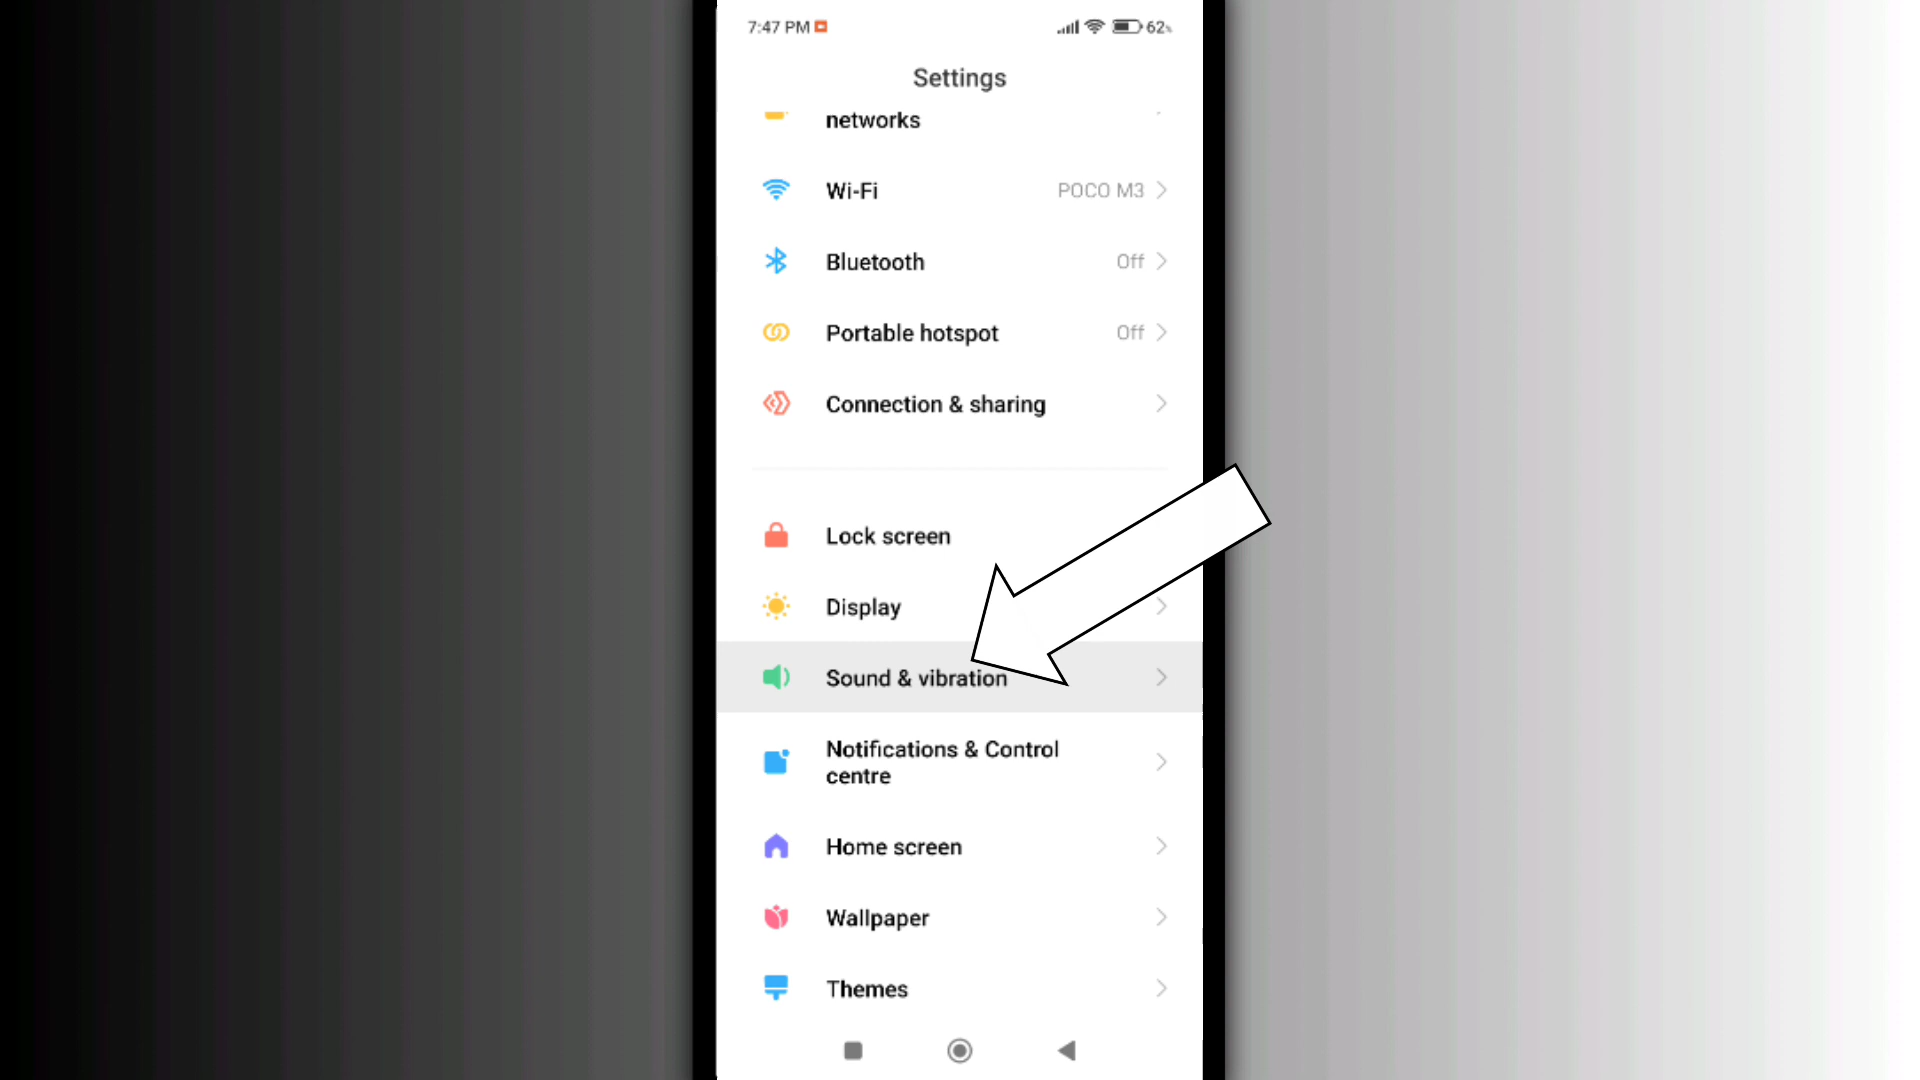 7:47 PM 62%
Settings
networks
Wi-Fi POCO M3
Bluetooth Off
Portable hotspot Off
Connection & sharing
Lock screen
Display
Sound & vibration
Notifications & Control
centre
Home screen
Wallpaper
Themes